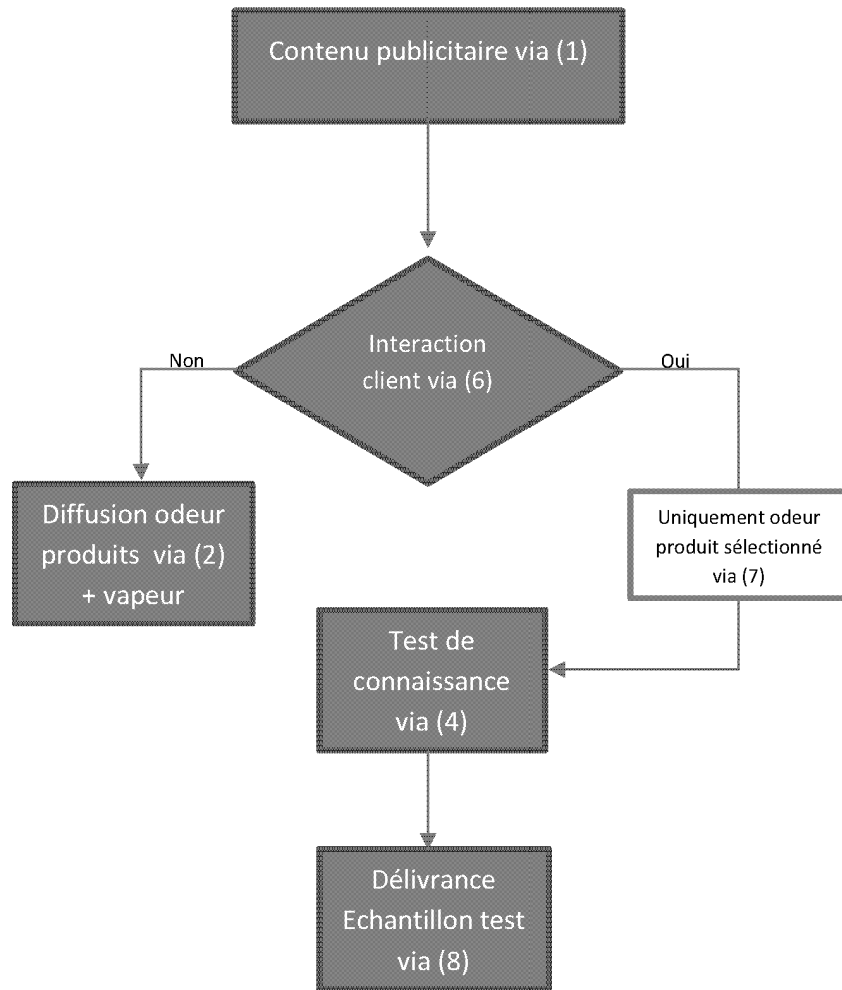 Contenu publicitaire via (1)
Interaction
client via (6)
Non
Oui
Diffusion odeur
produits via (2)
+ vapeur
Uniquement odeur
produit sélectionné
via (7)
Test de
connaissance
via (4)
Délivrance
Echantillon test
via (8)